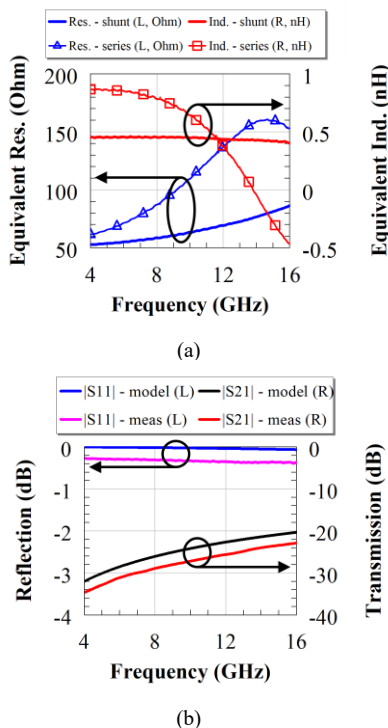 Res. - shunt (L, Ohm) Ind. - shunt (R, nH)
Res. - series (L, Ohm) Ind. - series (R, nH)
200 1
150 0.5
100 0
50 -0.5
4 8 12 16
Equivalent Res. (Ohm)
Equivalent Ind. (nH)
Frequency (GHz)
(a)
|S11| - model (L) |S21| - model (R)
|S11| - meas (L) |S21| - meas (R)
0 0
-1 -10
-2 -20
-3 -30
-4 -40
4 8 12 16
Reflection (dB)
Transmission (dB)
Frequency (GHz)
(b)